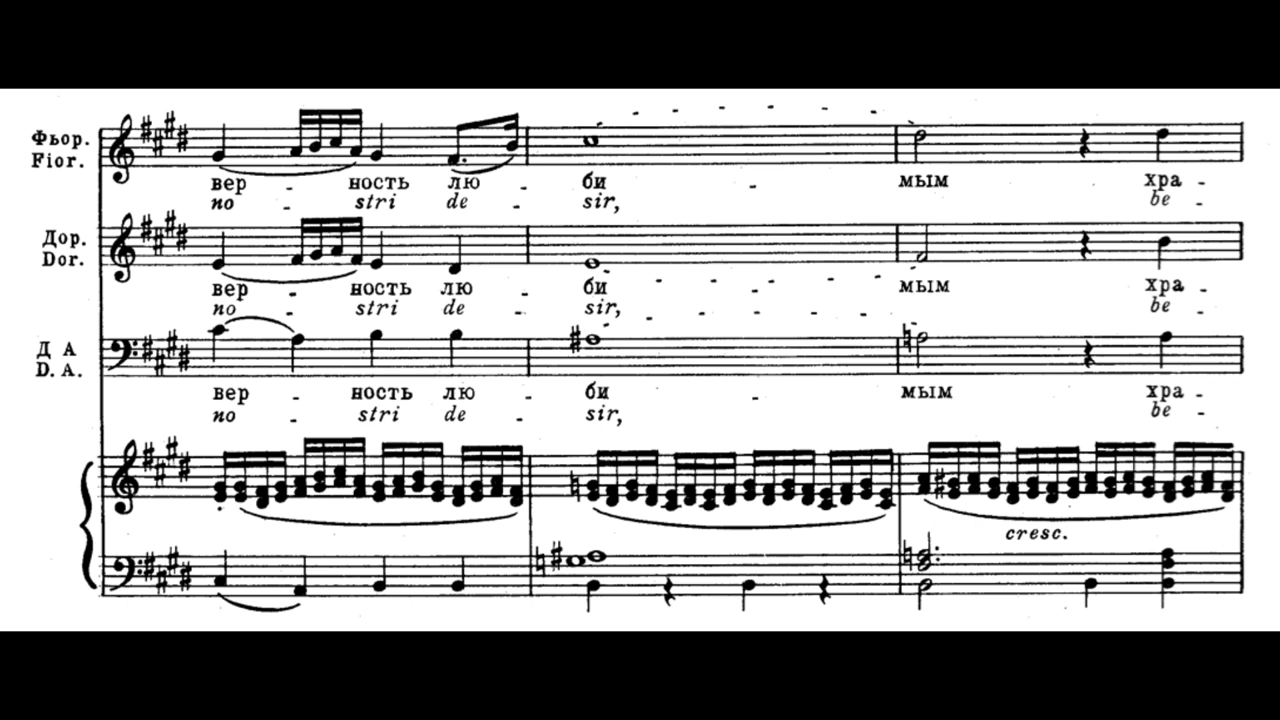 Фьор.
Fior.
вер - ность лю - би - мым хра -
no - stri de - sir, be -
Дор.
Dor.
вер - ность лю - би - мым хра -
no - stri de - sir, be -
Д А
D. A.
вер - ность лю - би - мым хра -
no - stri de - sir, be -
cresc.